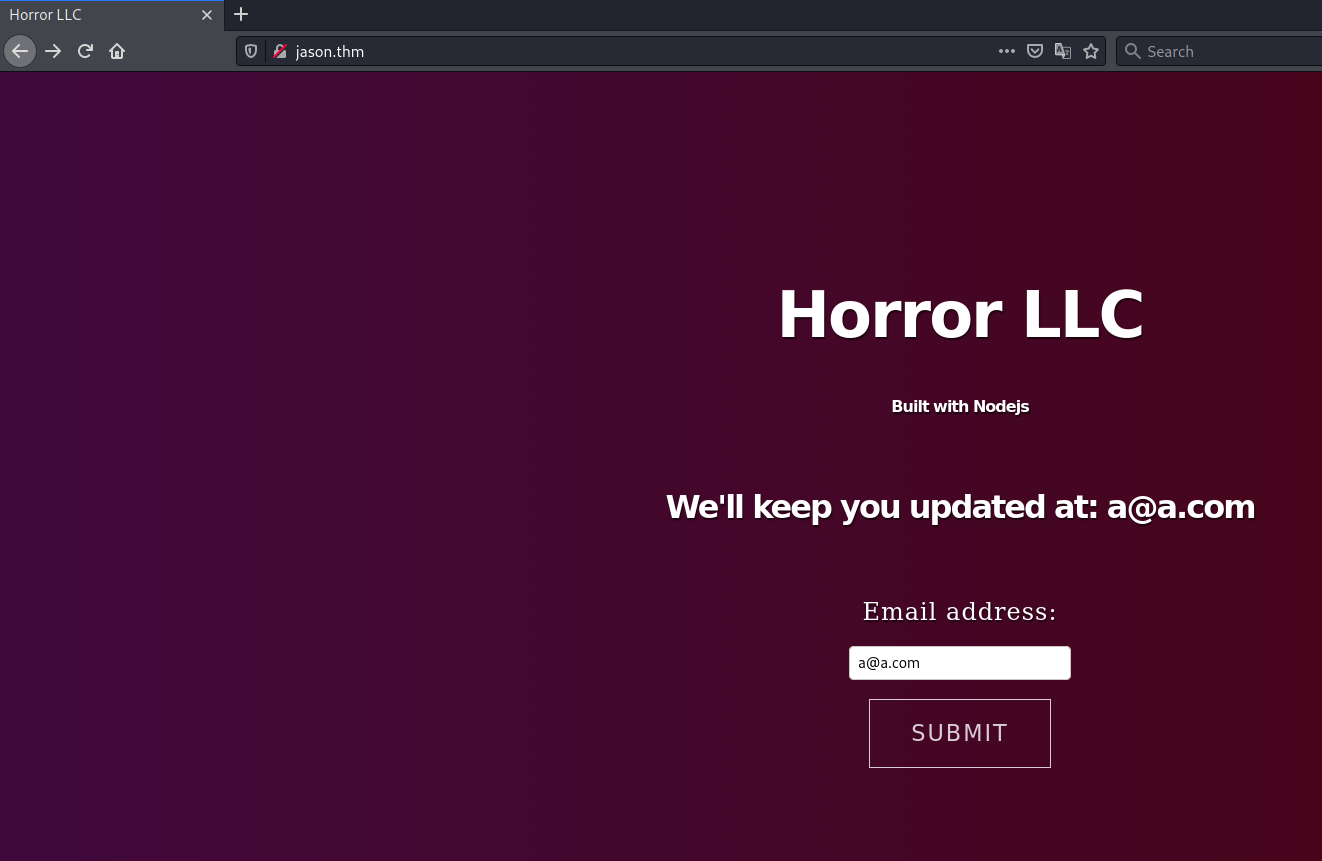 Horror LLC
jason.thm
Search
Horror LLC
Built with Nodejs
We'll keep you updated at: a@a.com
Email address:
a@a.com
SUBMIT